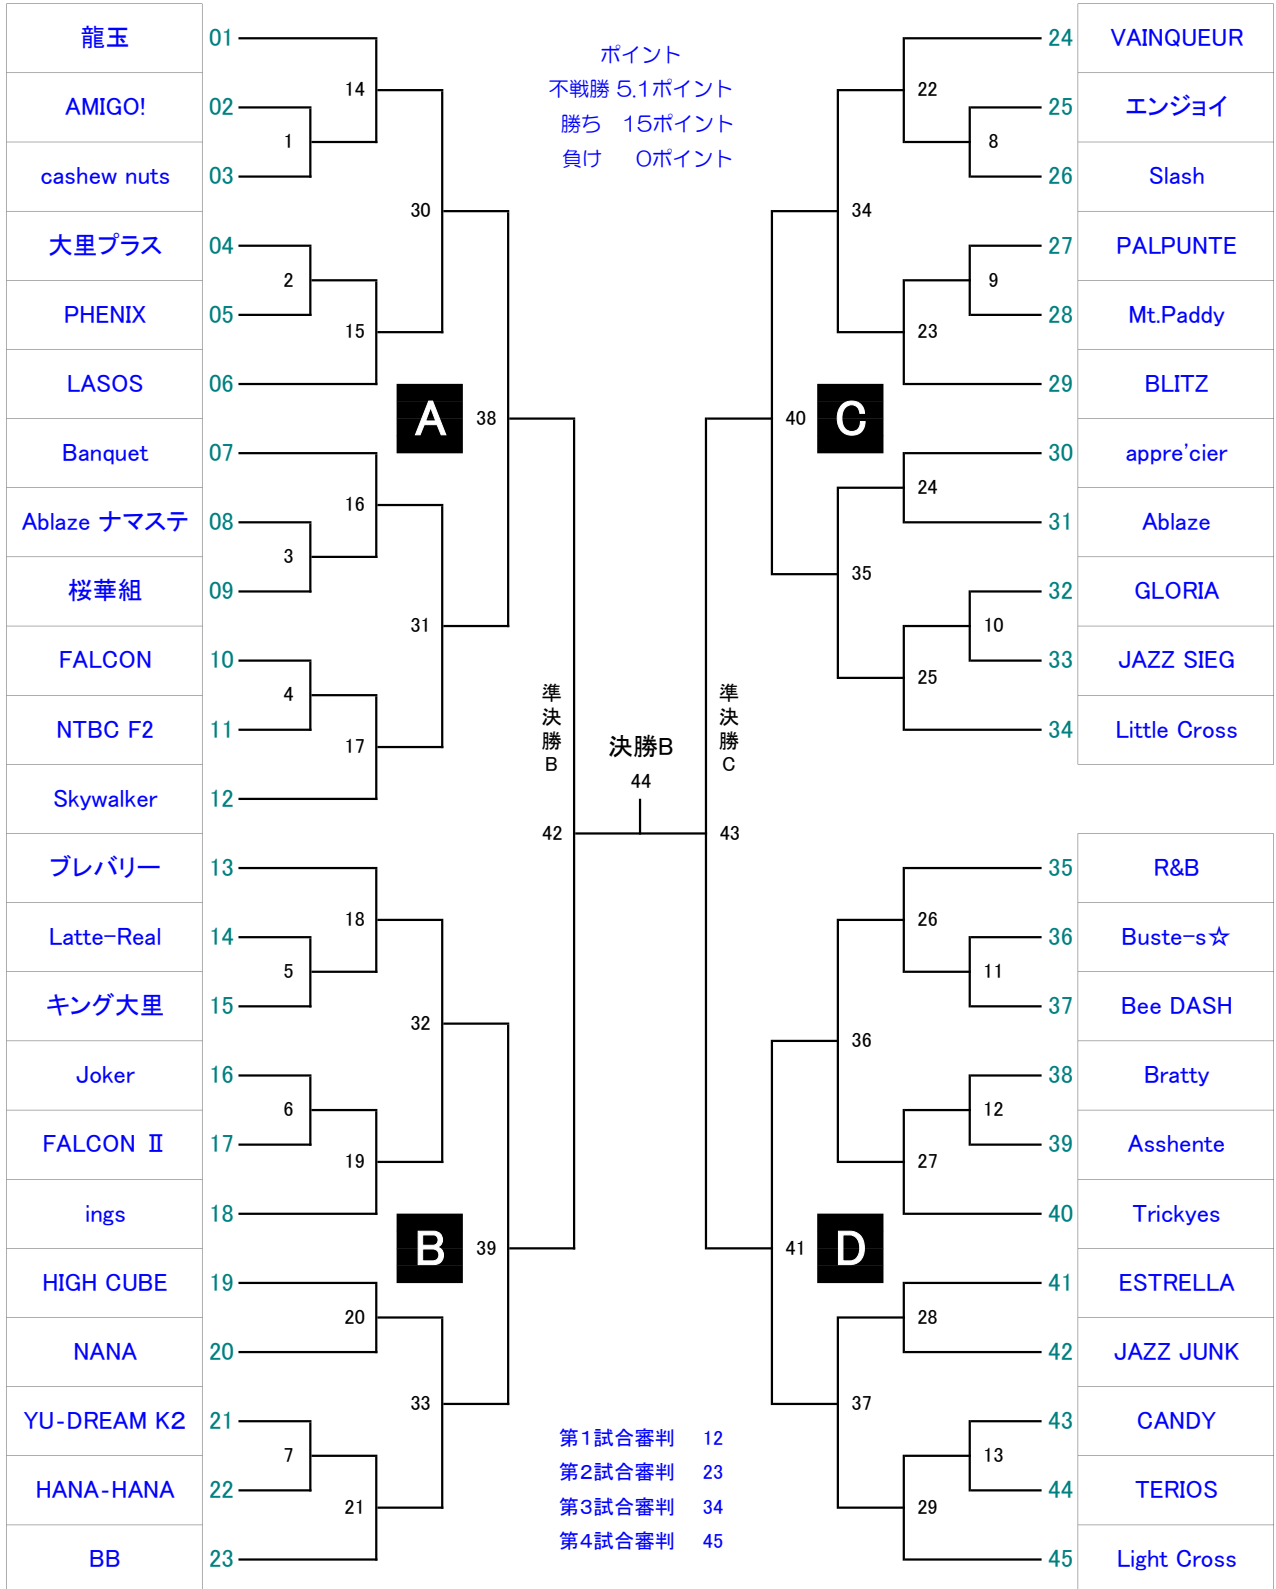 龍玉 01
AMIGO! 02
cashew nuts 03
大里プラス 04
PHENIX 05
LASOS 06
Banquet 07
Ablaze ナマステ 08
桜華組 09
FALCON 10
NTBC F2 11
Skywalker 12
ブレバリー 13
Latte-Real 14
キング大里 15
Joker 16
FALCON Ⅱ 17
ings 18
HIGH CUBE 19
NANA 20
YU-DREAM K2 21
HANA-HANA 22
BB 23
14
1
30
2
15
A 38
16
3
31
4
17
18
5
32
6
19
B 39
20
33
7
21
ポイント
不戦勝 5.1ポイント
勝ち 15ポイント
負け 0ポイント
準決勝B
42
決勝B
44
準決勝C
43
第1試合審判 12
第2試合審判 23
第3試合審判 34
第4試合審判 45
22
8
34
9
23
40 C
24
35
10
25
26
11
36
12
27
41 D
28
37
13
29
24 VAINQUEUR
25 エンジョイ
26 Slash
27 PALPUNTE
28 Mt.Paddy
29 BLITZ
30 appre'cier
31 Ablaze
32 GLORIA
33 JAZZ SIEG
34 Little Cross
35 R&B
36 Buste-s☆
37 Bee DASH
38 Bratty
39 Asshente
40 Trickyes
41 ESTRELLA
42 JAZZ JUNK
43 CANDY
44 TERIOS
45 Light Cross